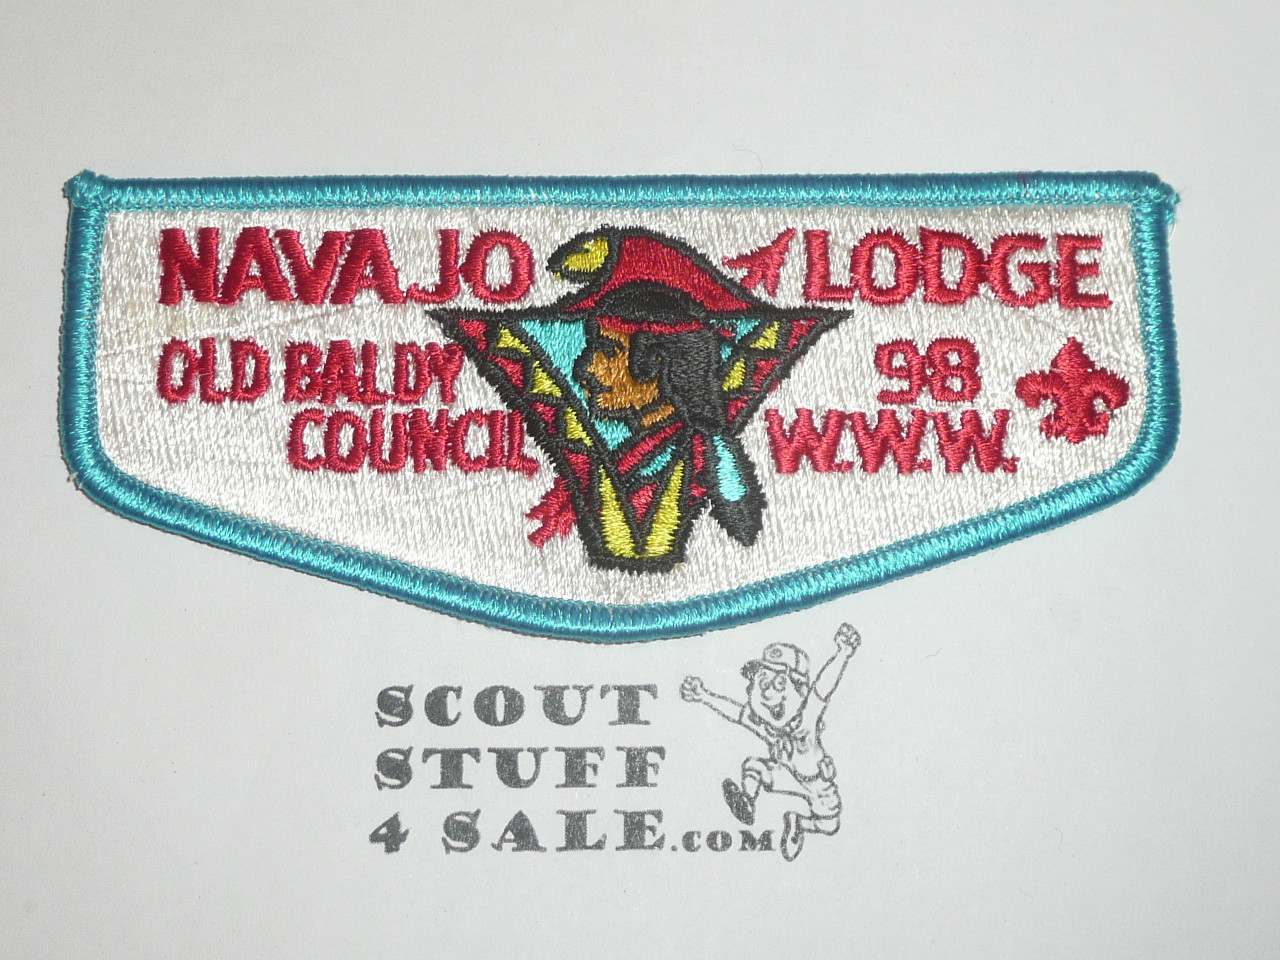 NAVAJO LODGE
OLD BALDY 98
COUNCIL W.W.W.
SCOUT
STUFF
4 SALE.COM